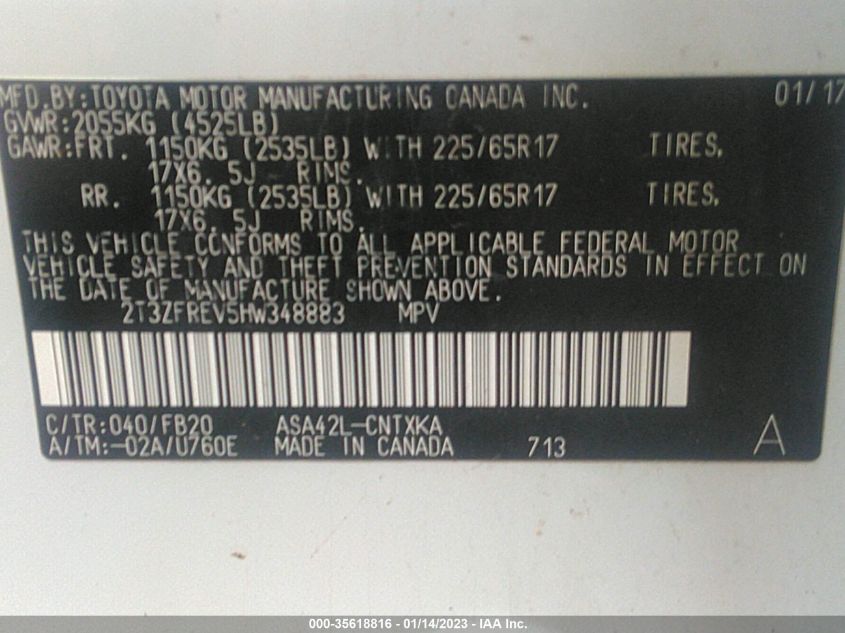 MFD.BY:TOYOTA MOTOR MANUFACTURING CANADA INC. 01/17
GVWR:2055KG (4525LB)
GAWR:FRT. 1150KG (2535LB) WITH 225/65R17 TIRES,
17X6.5J RIMS.
RR. 1150KG (2535LB) WITH 225/65R17 TIRES,
17X6.5J RIMS.
THIS VEHICLE CONFORMS TO ALL APPLICABLE FEDERAL MOTOR
VEHICLE SAFETY AND THEFT PREVENTION STANDARDS IN EFFECT ON
THE DATE OF MANUFACTURE SHOWN ABOVE.
2T3ZFREV5HW348883 MPV
C/TR:040/FB20 ASA42L-CNTXKA
A/TM:-02A/U760E MADE IN CANADA 713 A
000-35618816 - 01/14/2023 - IAA Inc.